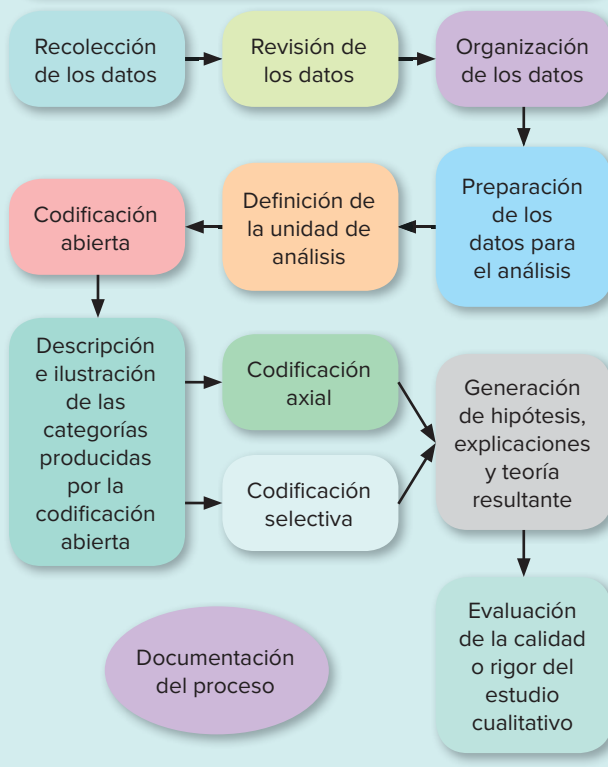 Recolección
de los datos
Revisión de
los datos
Organización
de los datos
Preparación
de los
datos para
el análisis
Definición de
la unidad de
análisis
Codificación
abierta
Descripción
e ilustración
de las
categorías
producidas
por la
codificación
abierta
Codificación
axial
Codificación
selectiva
Generación
de hipótesis,
explicaciones
y teoría
resultante
Evaluación
de la calidad
o rigor del
estudio
cualitativo
Documentación
del proceso